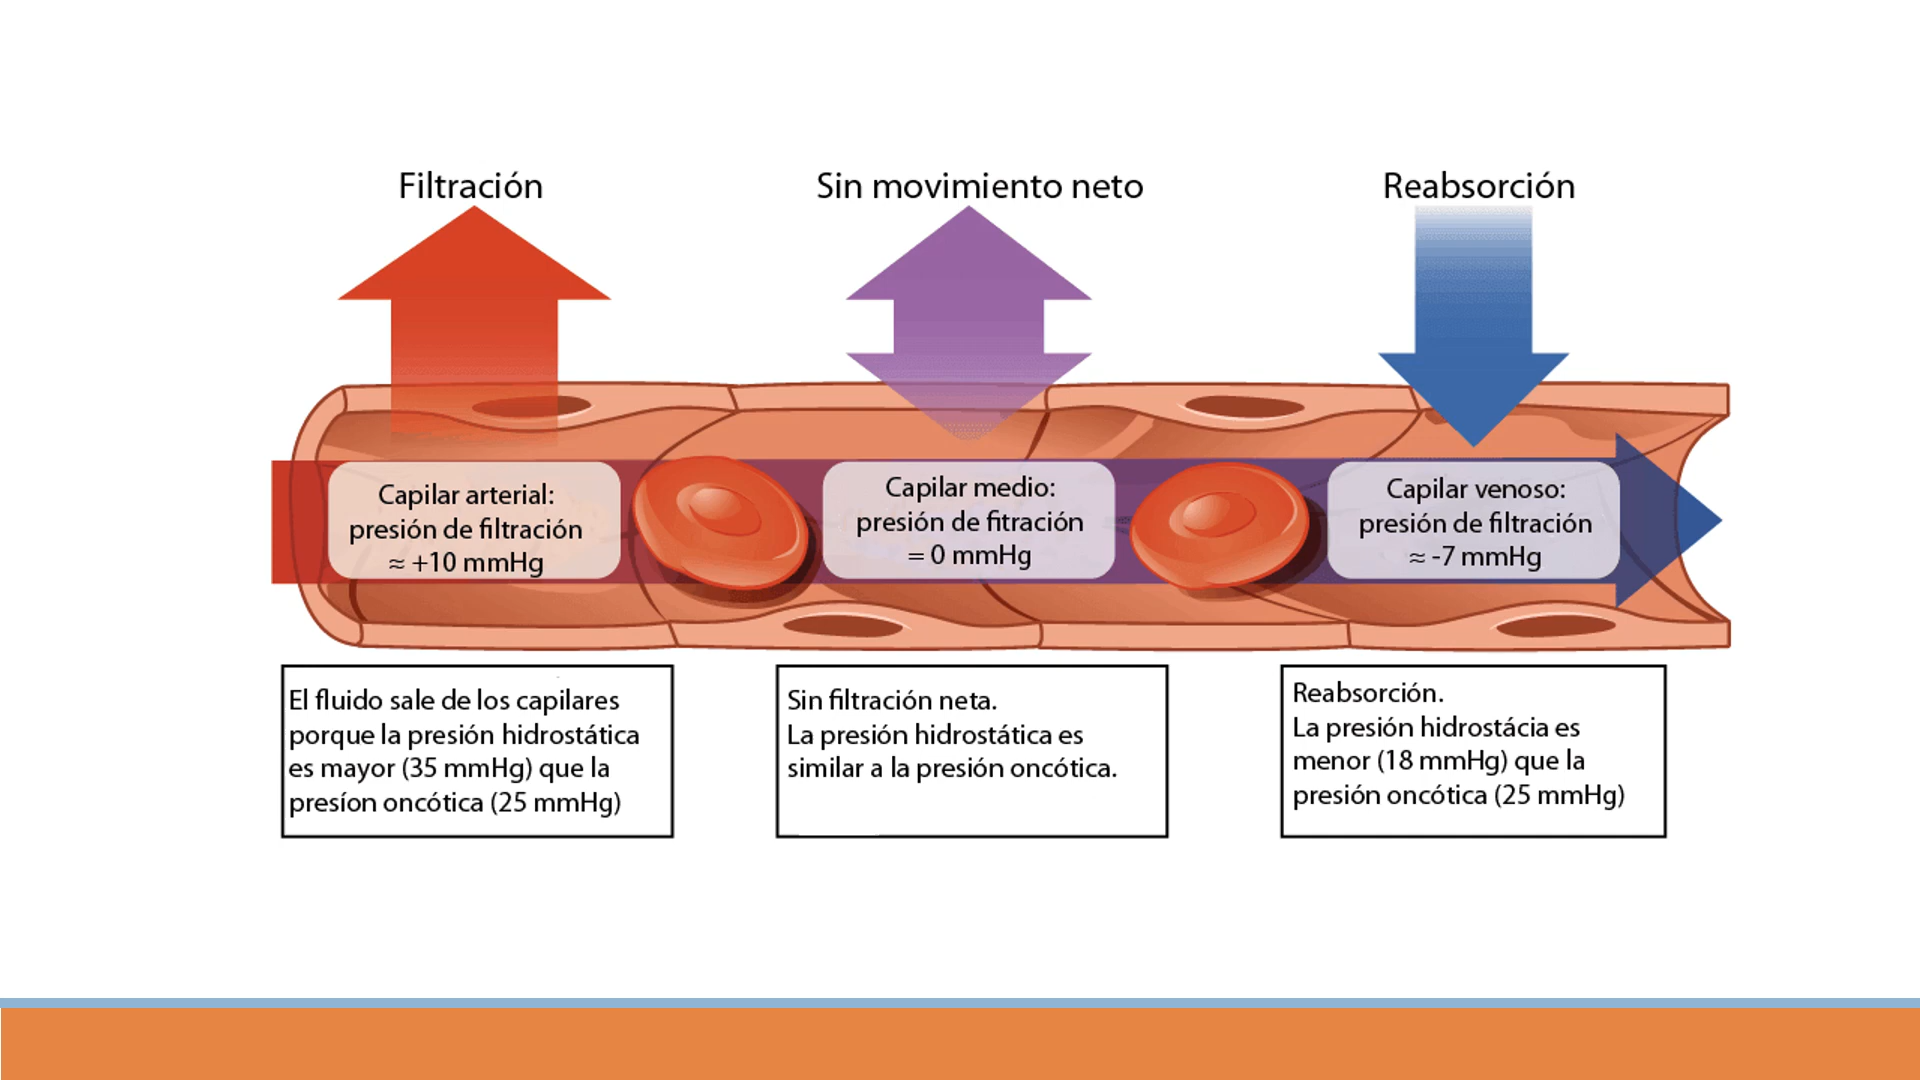 Filtración
Sin movimiento neto
Reabsorción
Capilar arterial:
presión de filtración
≈ +10 mmHg
Capilar medio:
presión de fitración
= 0 mmHg
Capilar venoso:
presión de filtración
≈ -7 mmHg
El fluido sale de los capilares
porque la presión hidrostática
es mayor (35 mmHg) que la
presíon oncótica (25 mmHg)
Sin filtración neta.
La presión hidrostática es
similar a la presión oncótica.
Reabsorción.
La presión hidrostácia es
menor (18 mmHg) que la
presión oncótica (25 mmHg)